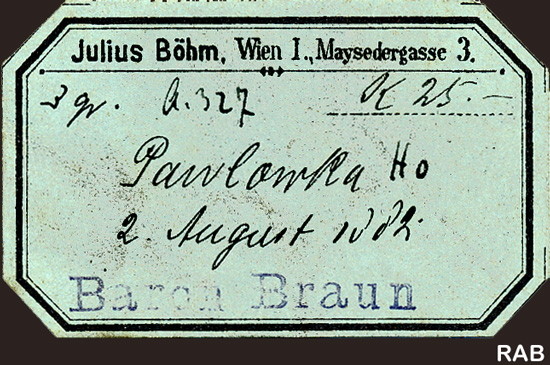 Julius Böhm, Wien I., Maysedergasse 3.
3 gr. A.327 K 25.—
Pawlowka Ho
2. August 1882.
Baron Braun
RAB